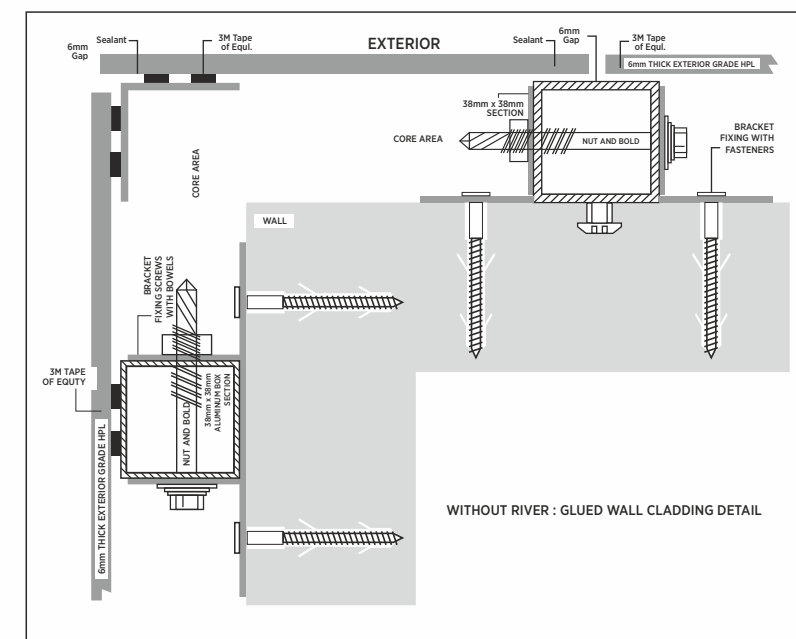 EXTERIOR
6mm
Gap
Sealant
3M Tape
of Equl.
Sealant
6mm
Gap
3M Tape
of Equl.
6mm THICK EXTERIOR GRADE HPL
38mm x 38mm
SECTION
CORE AREA
NUT AND BOLD
BRACKET
FIXING WITH
FASTENERS
CORE AREA
WALL
BRACKET
FIXING SCREWS
WITH BOWELS
3M TAPE
OF EQUTY
NUT AND BOLD
38mm x 38mm
ALUMINUM BOX
SECTION
6mm THICK EXTERIOR GRADE HPL
WITHOUT RIVER : GLUED WALL CLADDING DETAIL